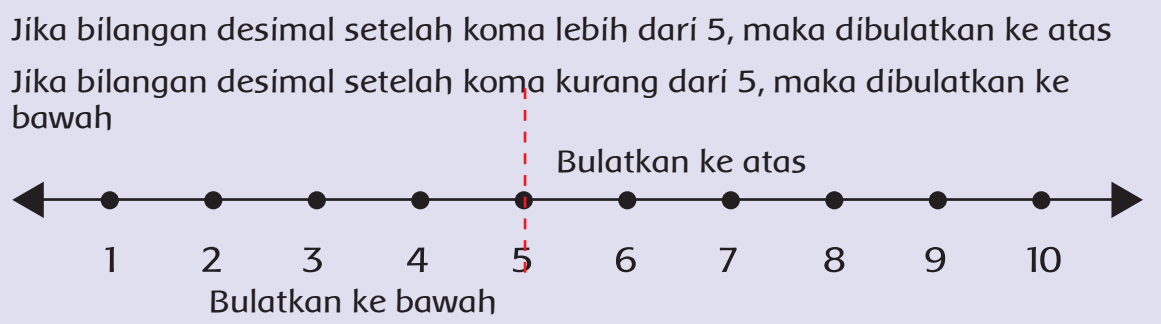 Jika bilangan desimal setelah koma lebih dari 5, maka dibulatkan ke atas
Jika bilangan desimal setelah koma kurang dari 5, maka dibulatkan ke
bawah
Bulatkan ke atas
1 2 3 4 5 6 7 8 9 10
Bulatkan ke bawah